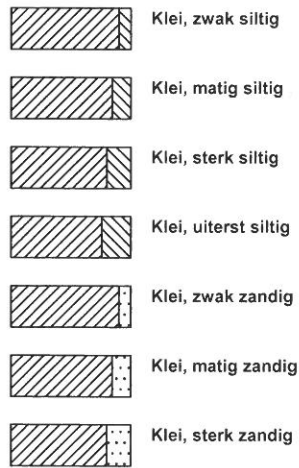 Klei, zwak siltig
Klei, matig siltig
Klei, sterk siltig
Klei, uiterst siltig
Klei, zwak zandig
Klei, matig zandig
Klei, sterk zandig